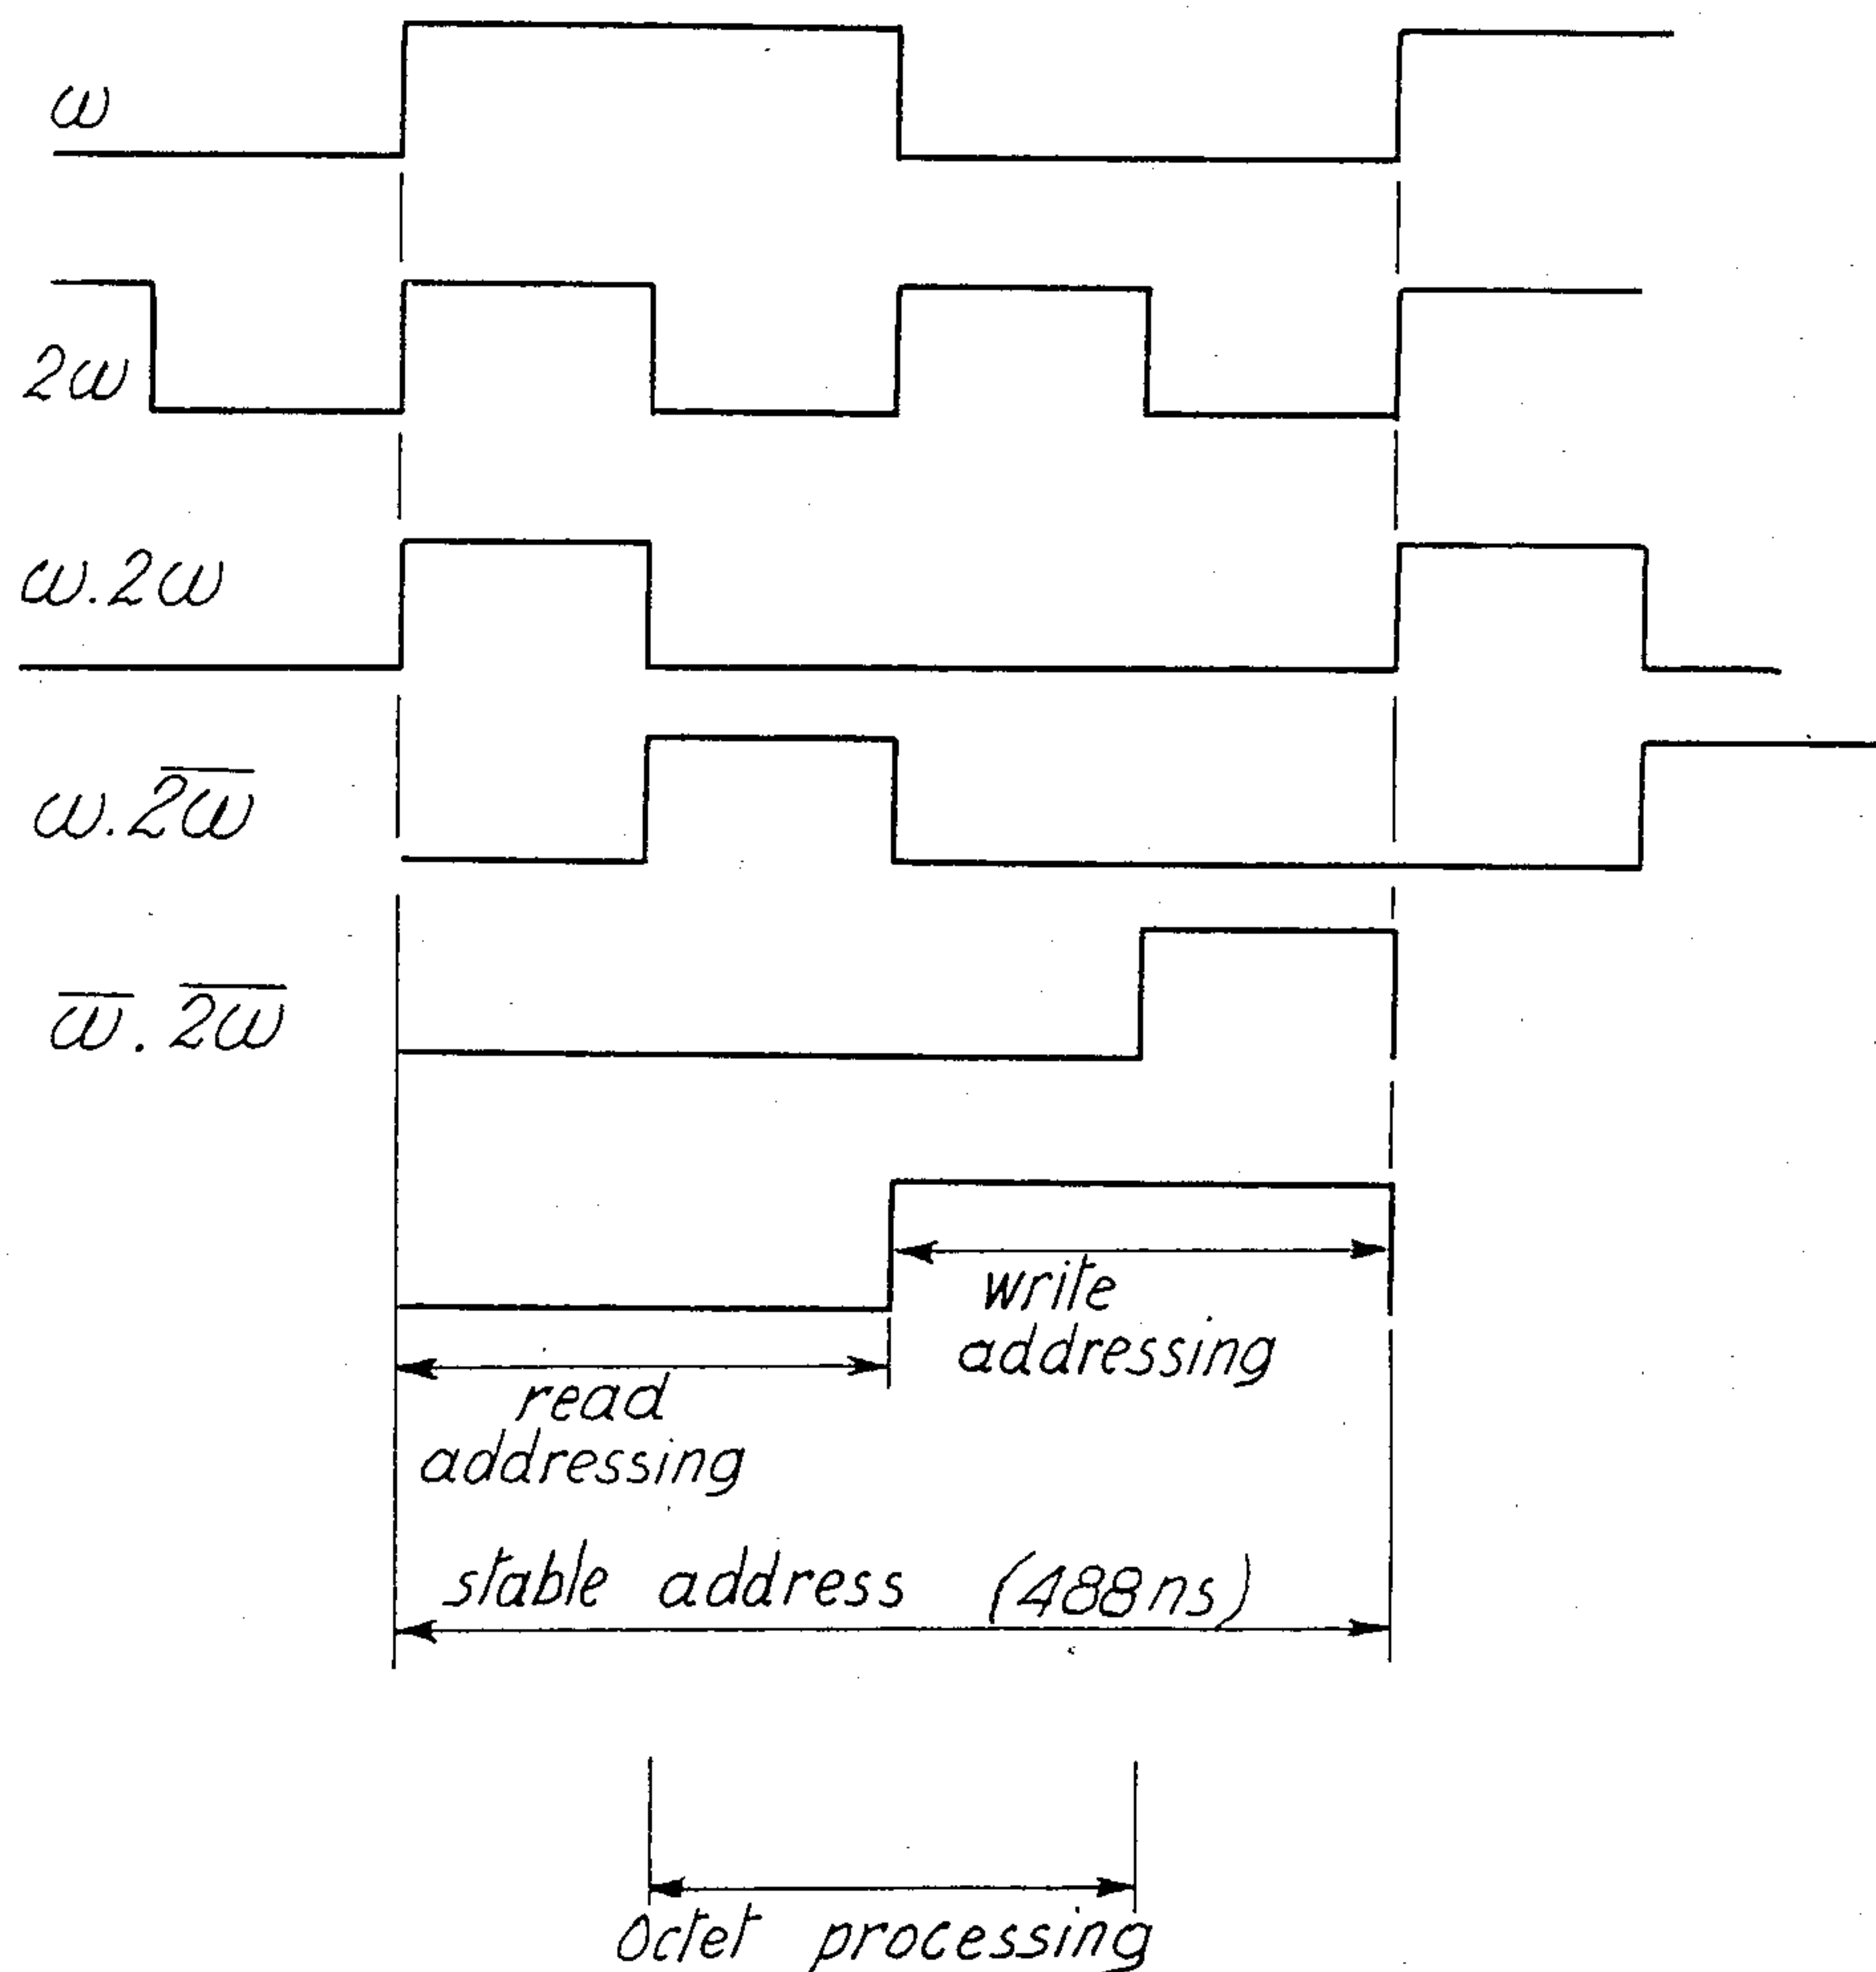 ω
2ω
ω.2ω
ω.2̅ω̅
ω̅.2̅ω̅
write
addressing
read
addressing
stable address (488ns)
Octet processing